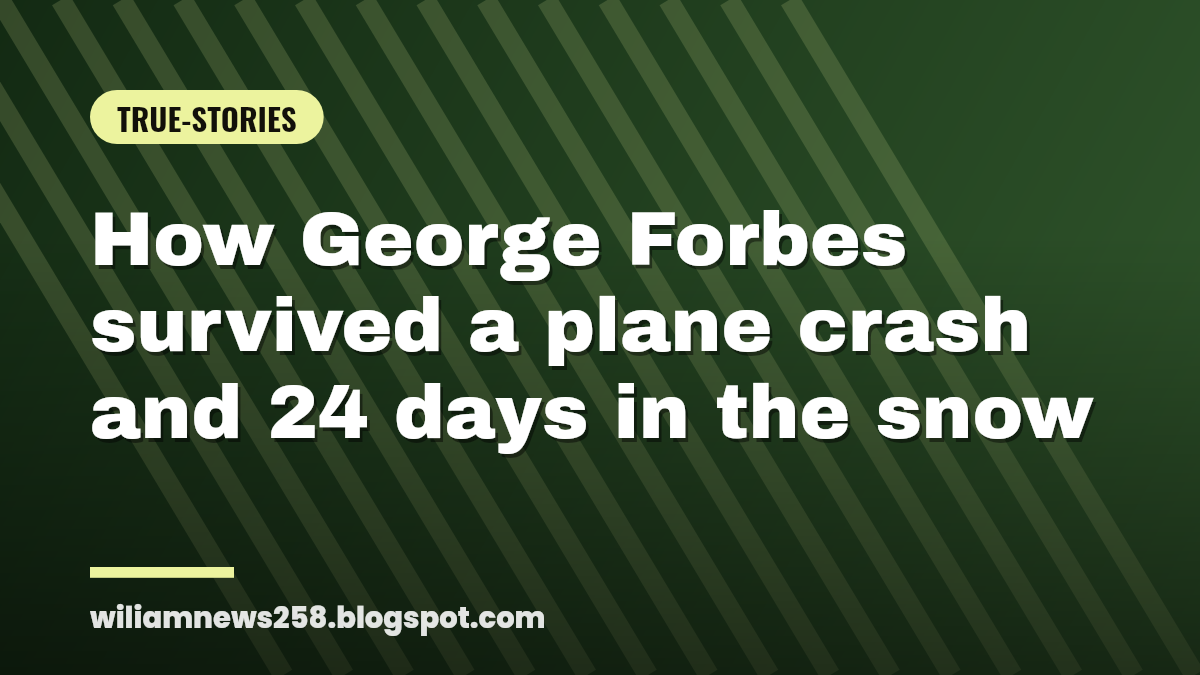 TRUE-STORIES
How George Forbes
survived a plane crash
and 24 days in the snow
wiliamnews258.blogspot.com